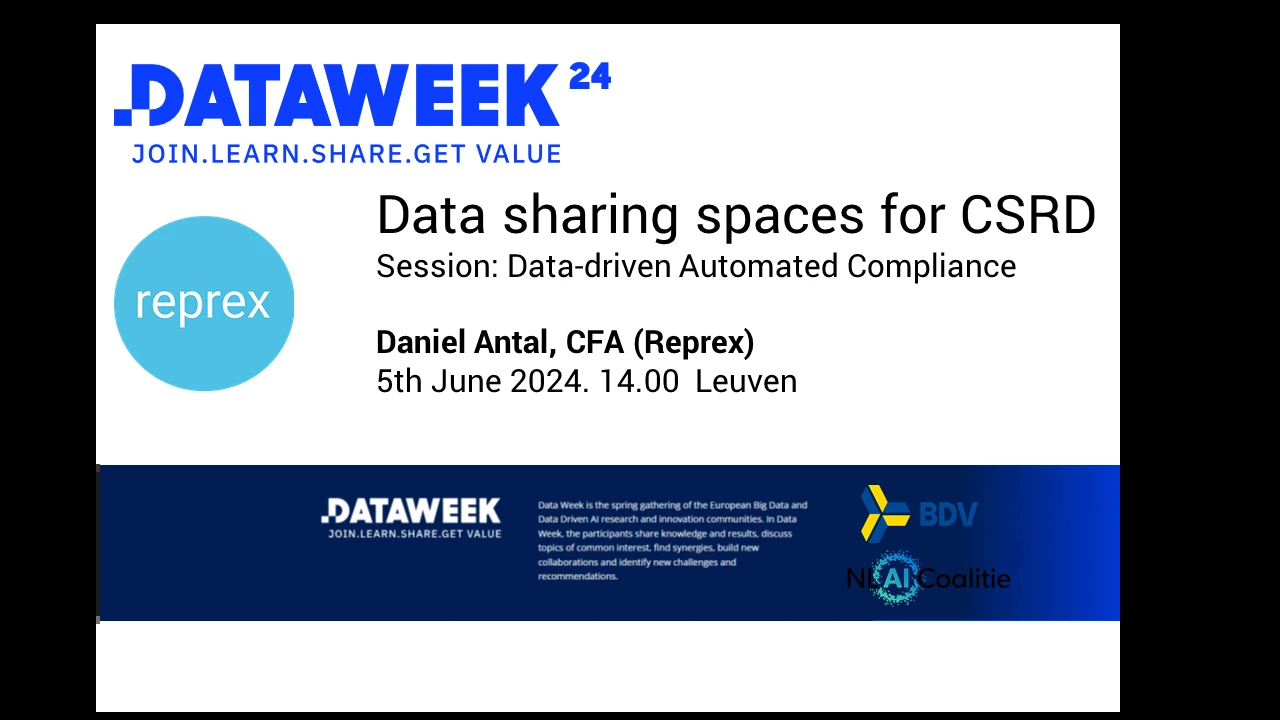 .DATAWEEK 24
JOIN.LEARN.SHARE.GET VALUE
reprex
Data sharing spaces for CSRD
Session: Data-driven Automated Compliance
Daniel Antal, CFA (Reprex)
5th June 2024. 14.00 Leuven
.DATAWEEK
JOIN.LEARN.SHARE.GET VALUE
Data Week is the spring gathering of the European Big Data and
Data Driven AI research and innovation communities. In Data
Week, the participants share knowledge and results, discuss
topics of common interest, find synergies, build new
collaborations and identify new challenges and
recommendations.
BDV
NL AI Coalitie